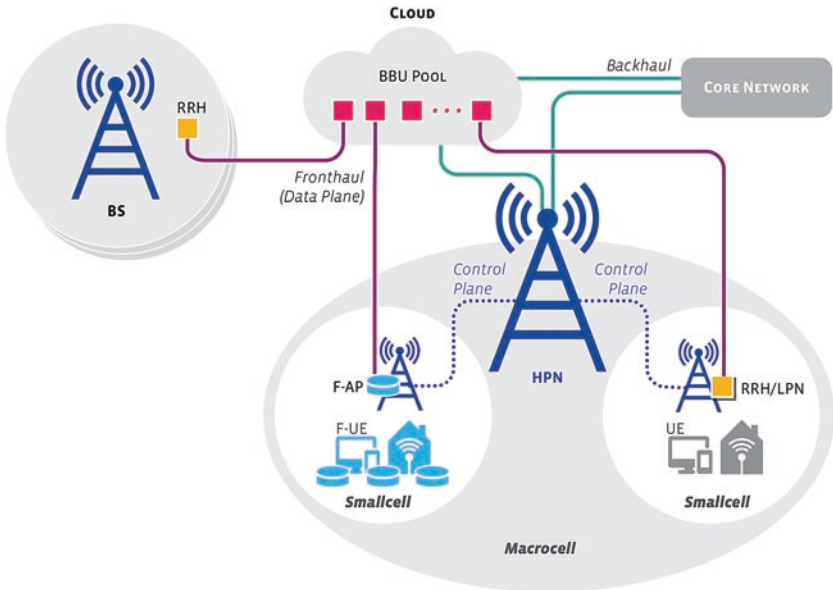 CLOUD
BBU POOL
Backhaul
CORE NETWORK
RRH
BS
Fronthaul
(Data Plane)
Control
Plane
Control
Plane
HPN
F-AP
RRH/LPN
F-UE
UE
Smallcell
Smallcell
Macrocell